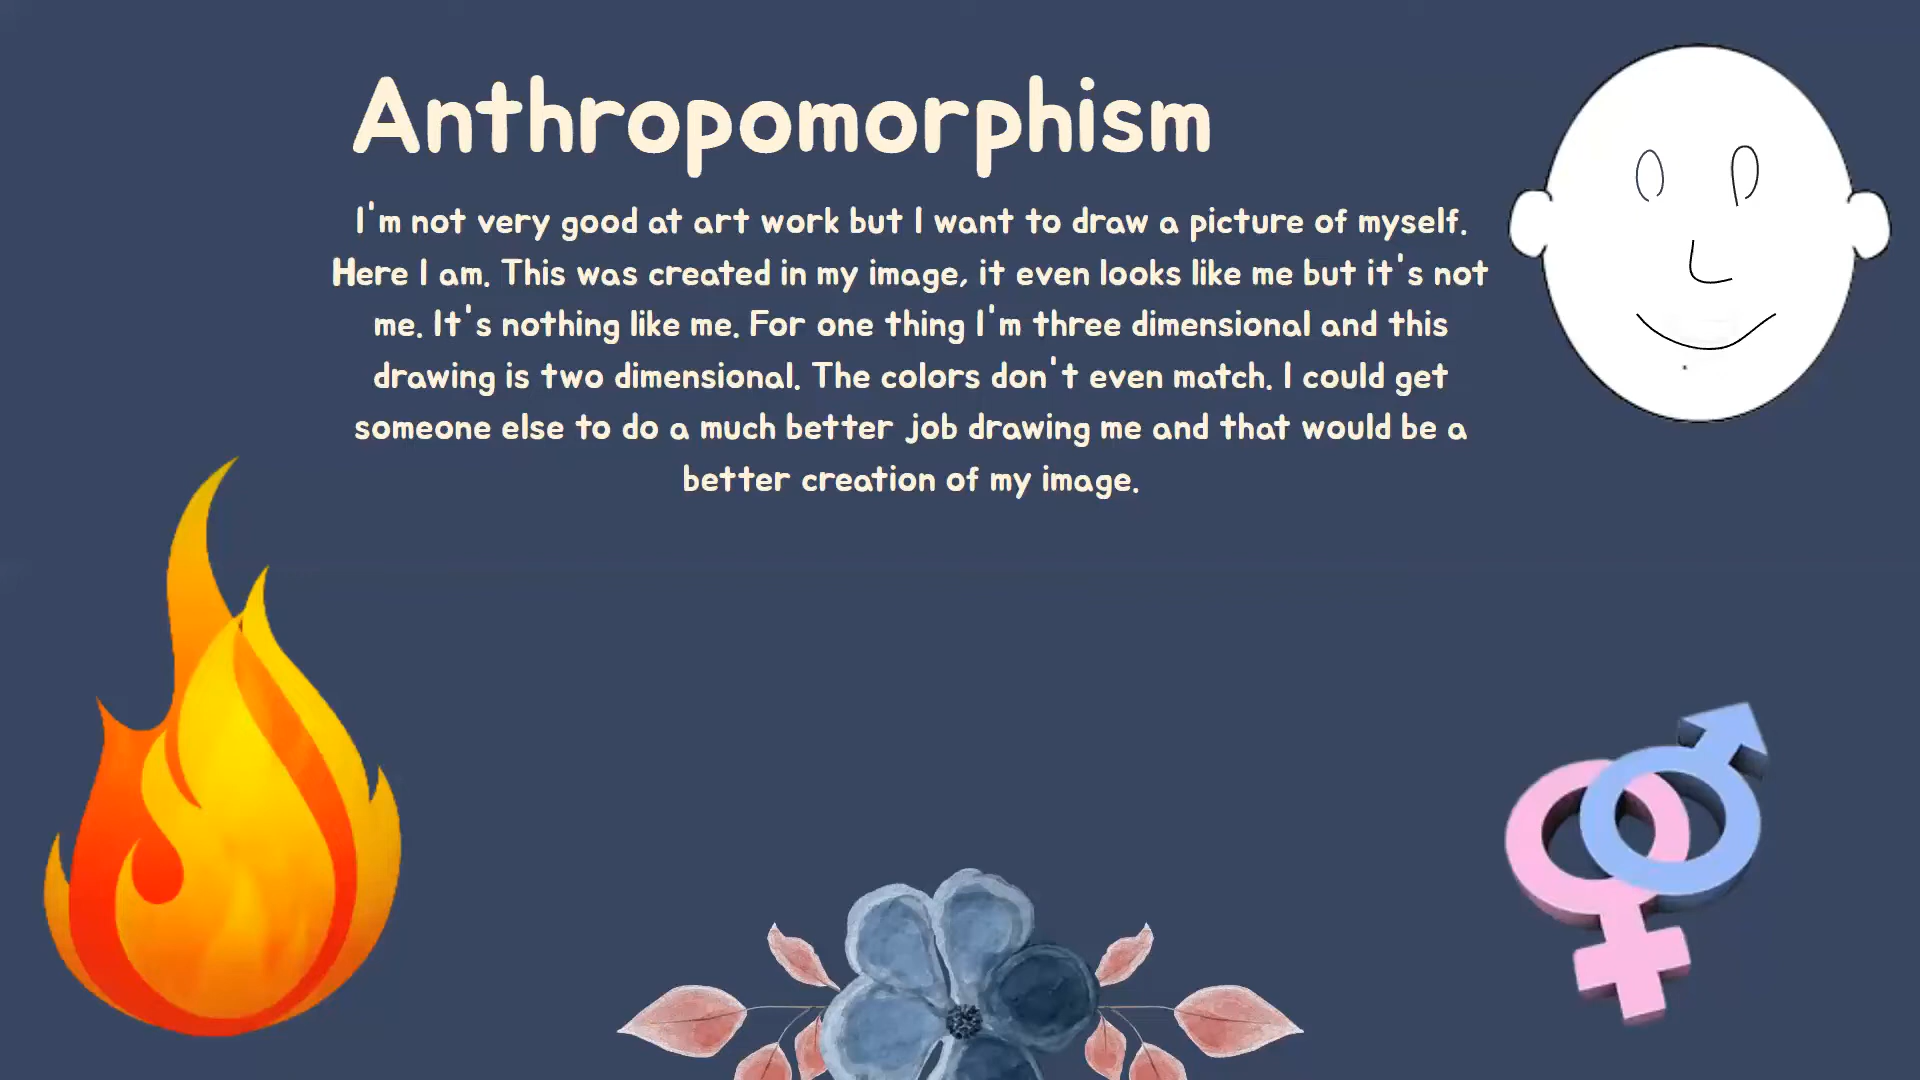 Anthropomorphism
I'm not very good at art work but I want to draw a picture of myself.
Here I am. This was created in my image, it even looks like me but it's not
me. It's nothing like me. For one thing I'm three dimensional and this
drawing is two dimensional. The colors don't even match. I could get
someone else to do a much better job drawing me and that would be a
better creation of my image.